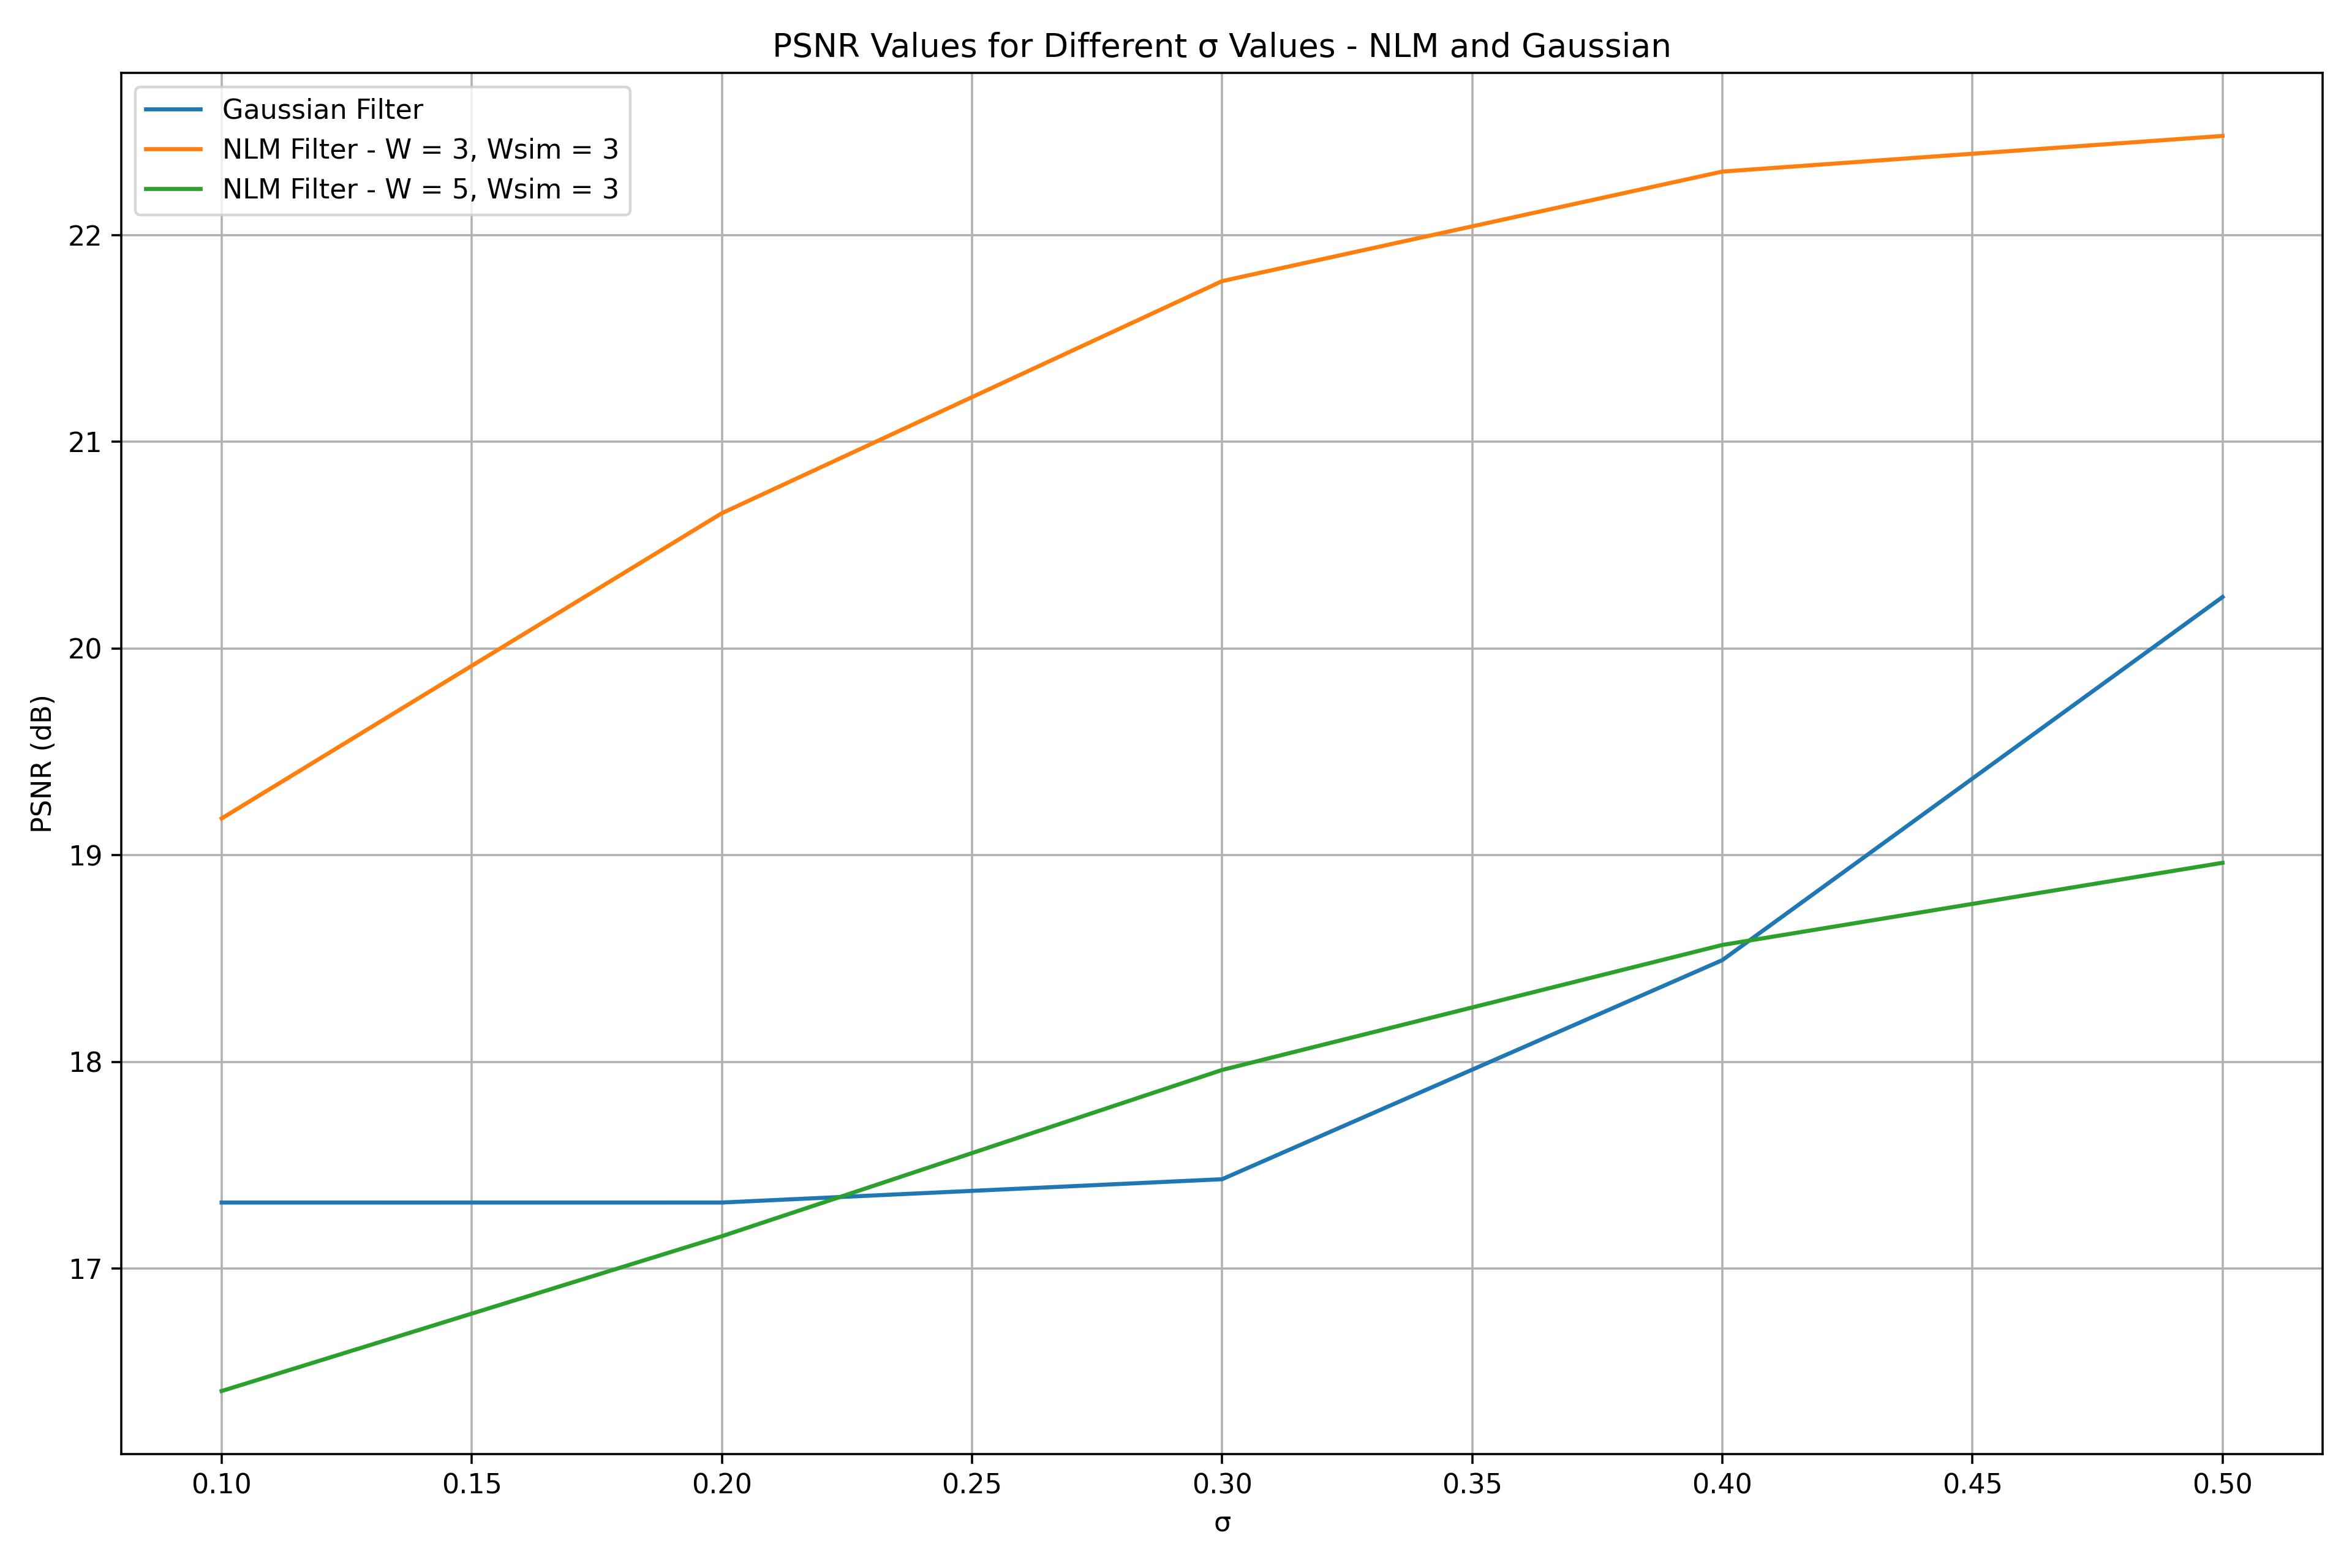 PSNR Values for Different σ Values - NLM and Gaussian
Gaussian Filter
NLM Filter - W = 3, Wsim = 3
NLM Filter - W = 5, Wsim = 3
PSNR (dB)
22
21
20
19
18
17
0.10 0.15 0.20 0.25 0.30 0.35 0.40 0.45 0.50
σ